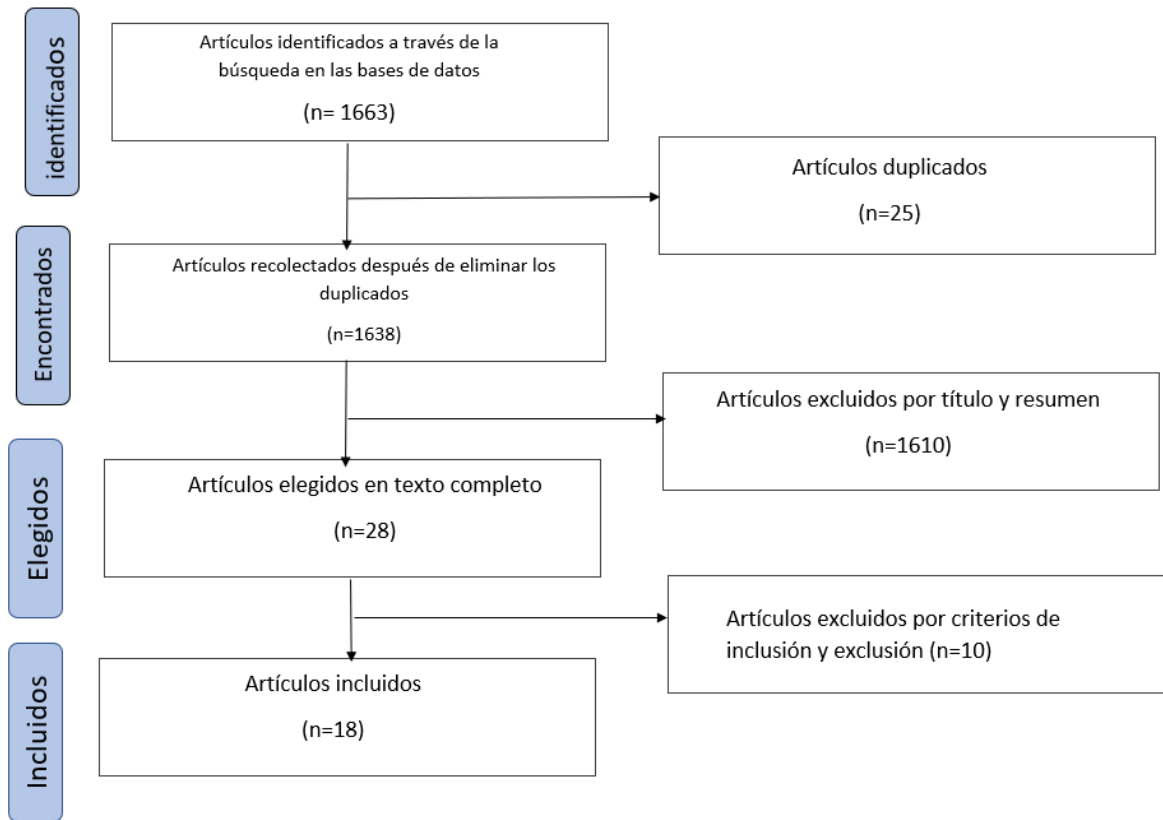 identificados
Artículos identificados a través de la
búsqueda en las bases de datos
(n= 1663)
Artículos duplicados
(n=25)
Encontrados
Artículos recolectados después de eliminar los
duplicados
(n=1638)
Artículos excluidos por título y resumen
(n=1610)
Elegidos
Artículos elegidos en texto completo
(n=28)
Artículos excluidos por criterios de
inclusión y exclusión (n=10)
Incluidos
Artículos incluidos
(n=18)